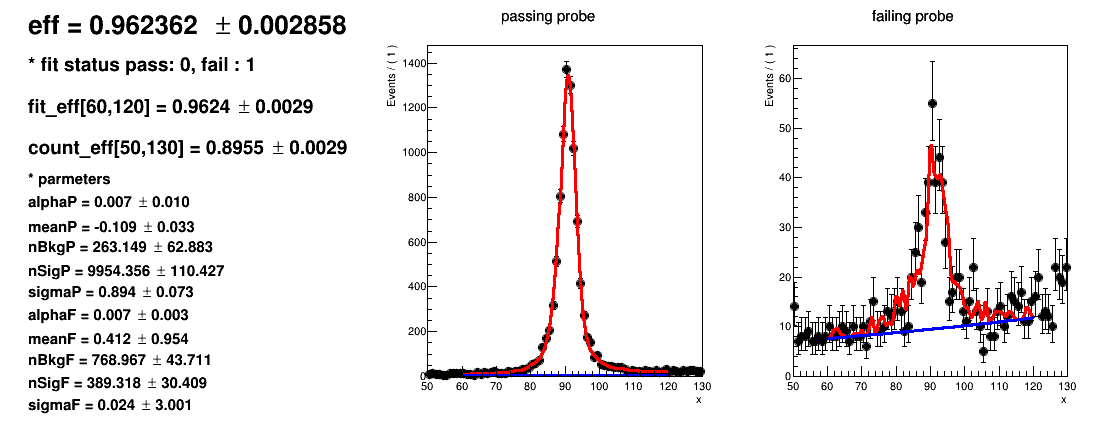 eff = 0.962362 ± 0.002858
* fit status pass: 0, fail : 1
fit_eff[60,120] = 0.9624 ± 0.0029
count_eff[50,130] = 0.8955 ± 0.0029
* parmeters
alphaP = 0.007 ± 0.010
meanP = -0.109 ± 0.033
nBkgP = 263.149 ± 62.883
nSigP = 9954.356 ± 110.427
sigmaP = 0.894 ± 0.073
alphaF = 0.007 ± 0.003
meanF = 0.412 ± 0.954
nBkgF = 768.967 ± 43.711
nSigF = 389.318 ± 30.409
sigmaF = 0.024 ± 3.001
passing probe
Events / ( 1 )
1400
1200
1000
800
600
400
200
0
50 60 70 80 90 100 110 120 130
x
failing probe
Events / ( 1 )
60
50
40
30
20
10
0
50 60 70 80 90 100 110 120 130
x